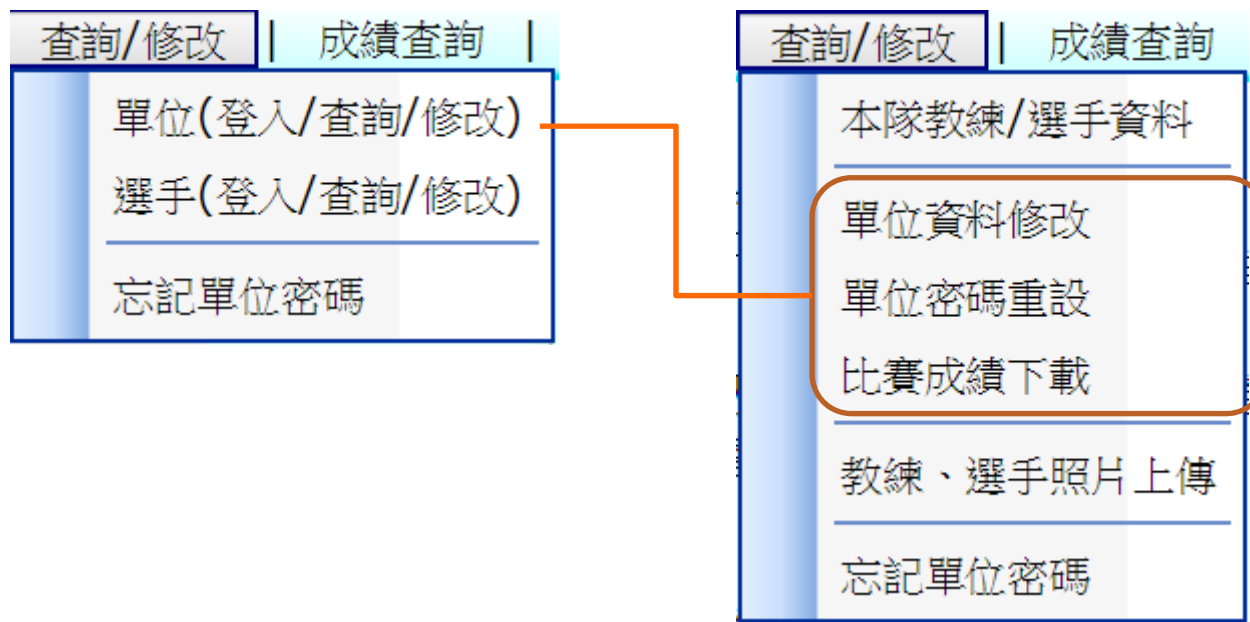 查詢/修改 | 成績查詢 |
單位(登入/查詢/修改)
選手(登入/查詢/修改)
忘記單位密碼
查詢/修改 | 成績查詢
本隊教練/選手資料
單位資料修改
單位密碼重設
比賽成績下載
教練、選手照片上傳
忘記單位密碼